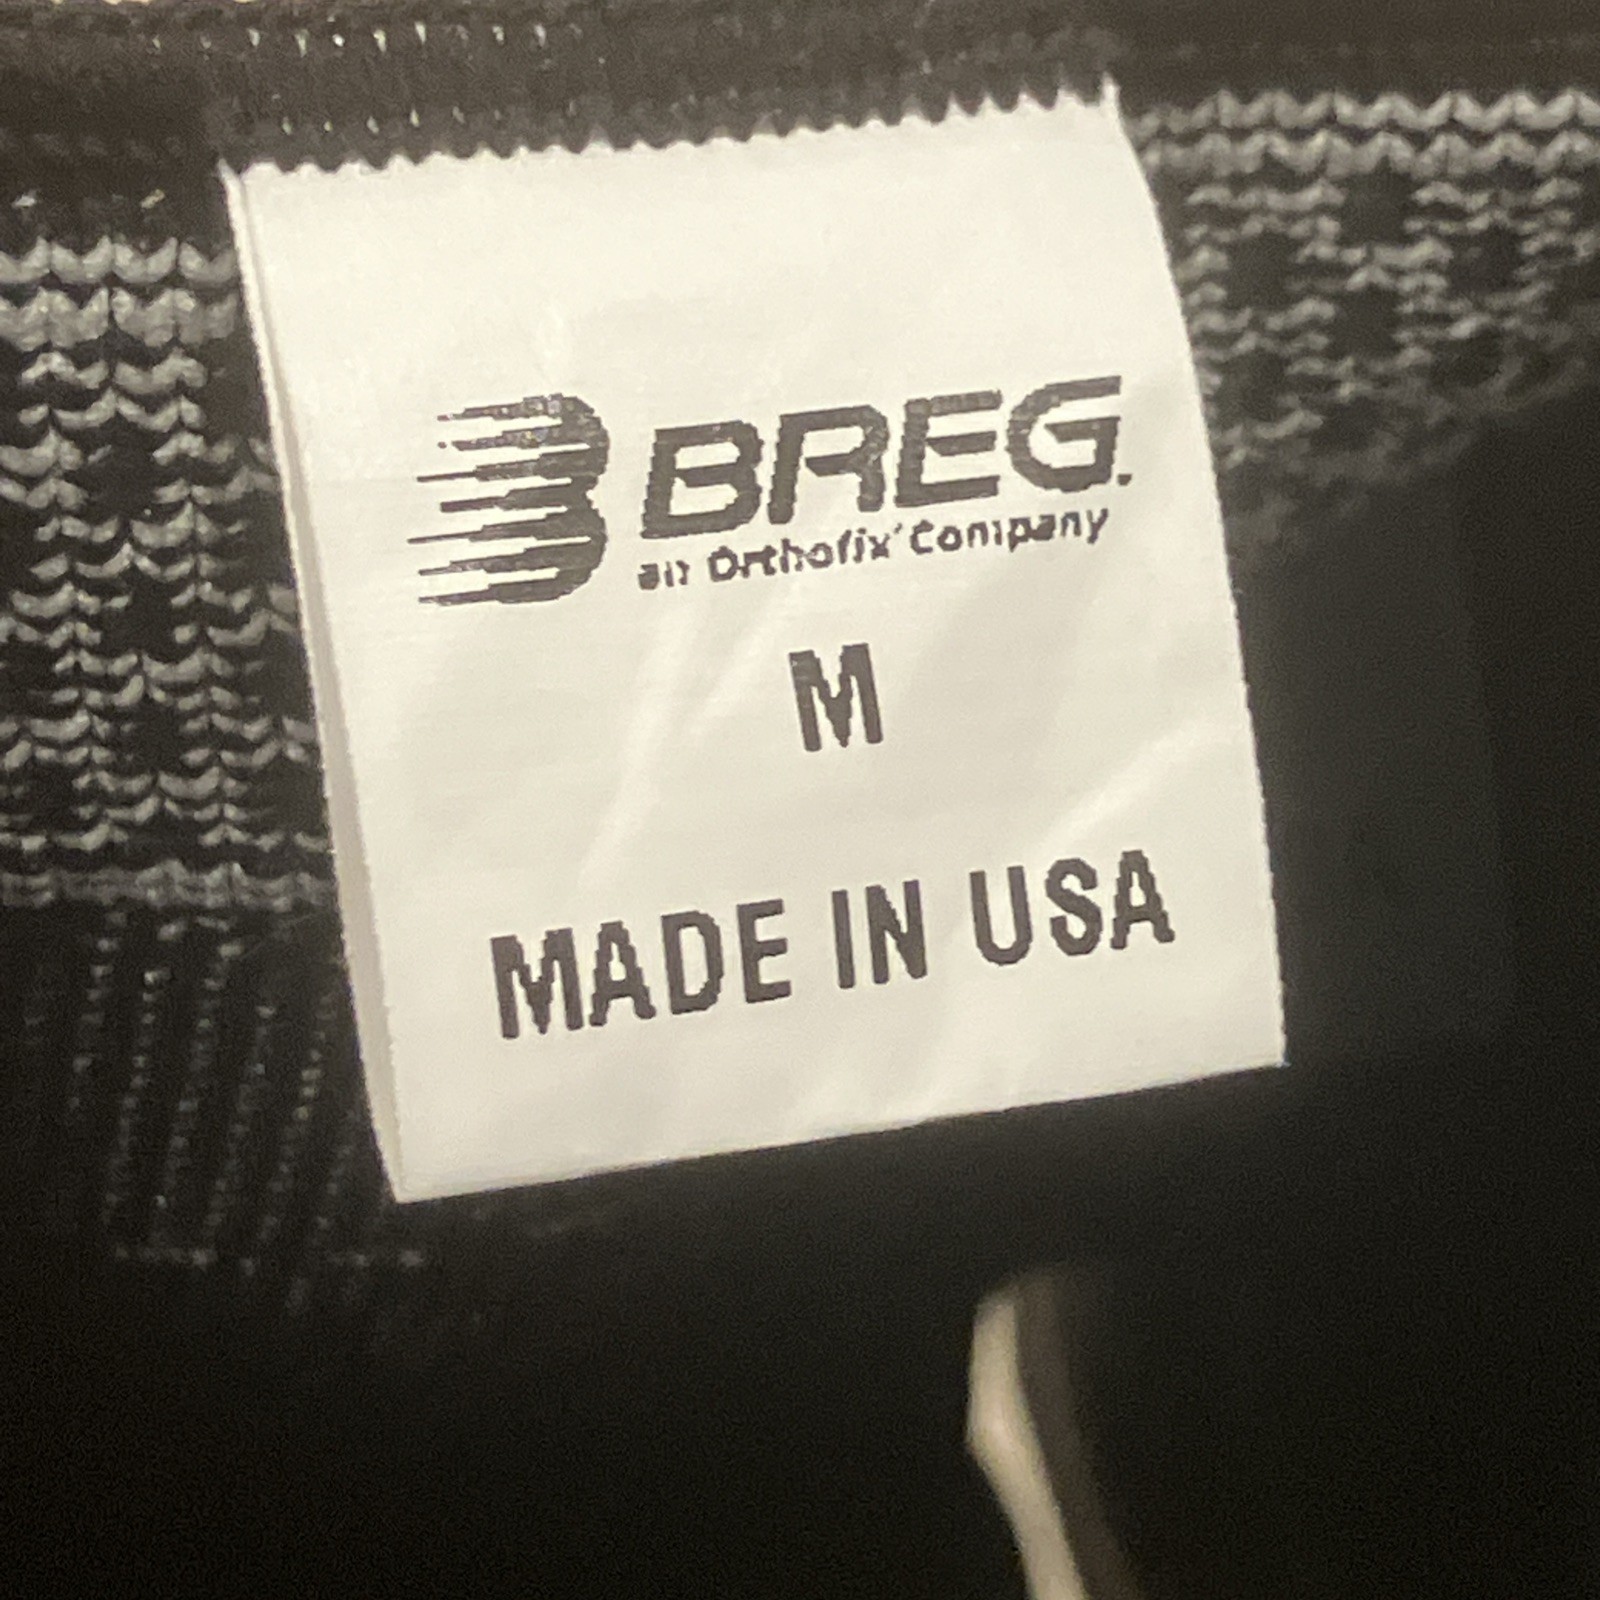 BREG.
an Orthofix® Company
M
MADE IN USA